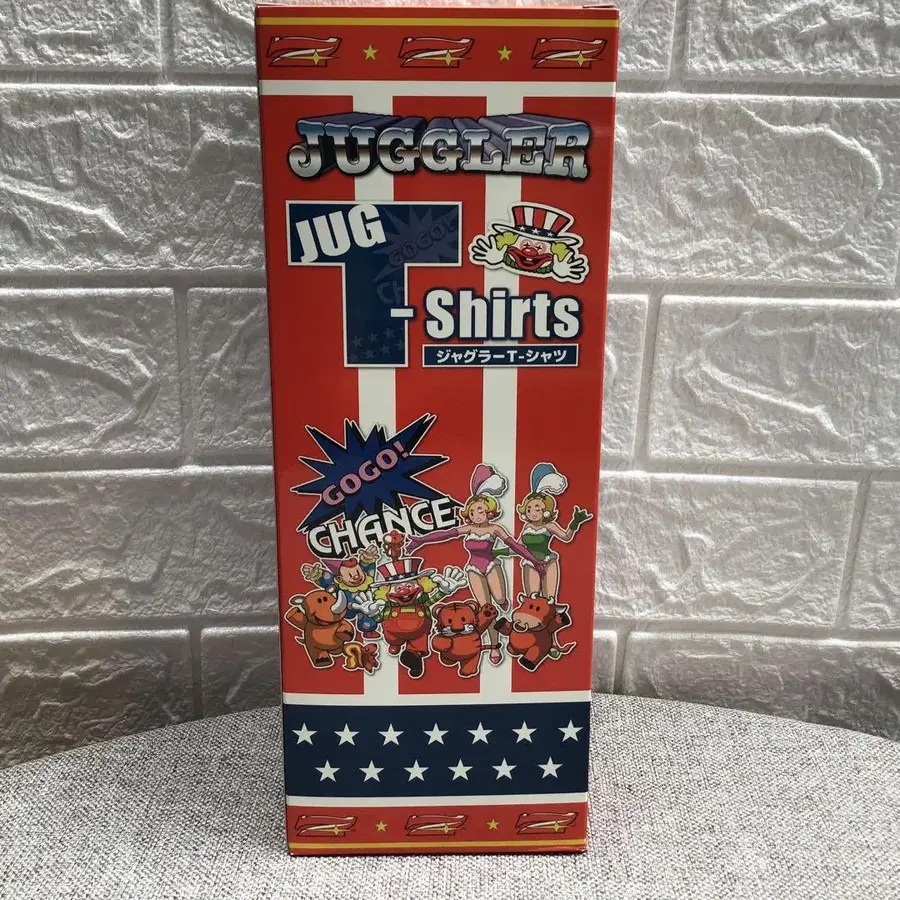 JUGGLER
JUG
GOGO!
CH
T-Shirts
ジャグラーT-シャツ
GOGO!
CHANCE